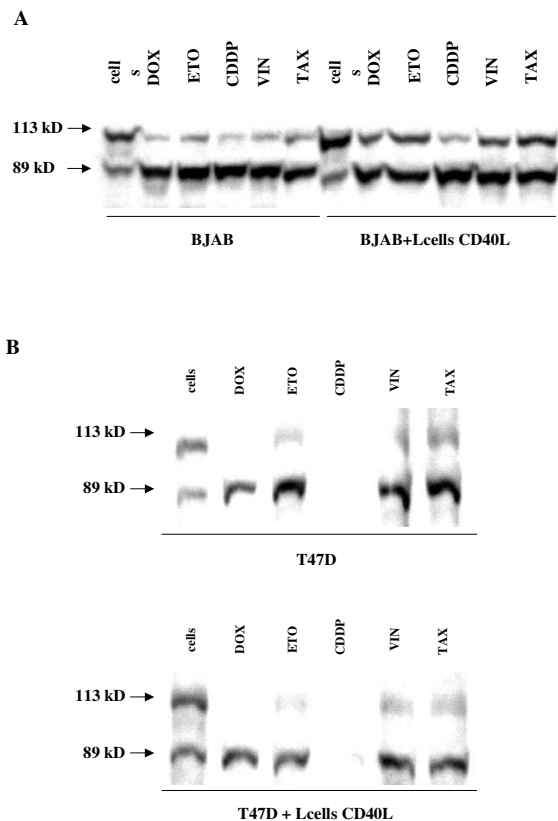 A
cell s DOX ETO CDDP VIN TAX cell s DOX ETO CDDP VIN TAX
113 kD
89 kD
BJAB BJAB+Lcells CD40L
B
cells DOX ETO CDDP VIN TAX
113 kD
89 kD
T47D
cells DOX ETO CDDP VIN TAX
113 kD
89 kD
T47D + Lcells CD40L